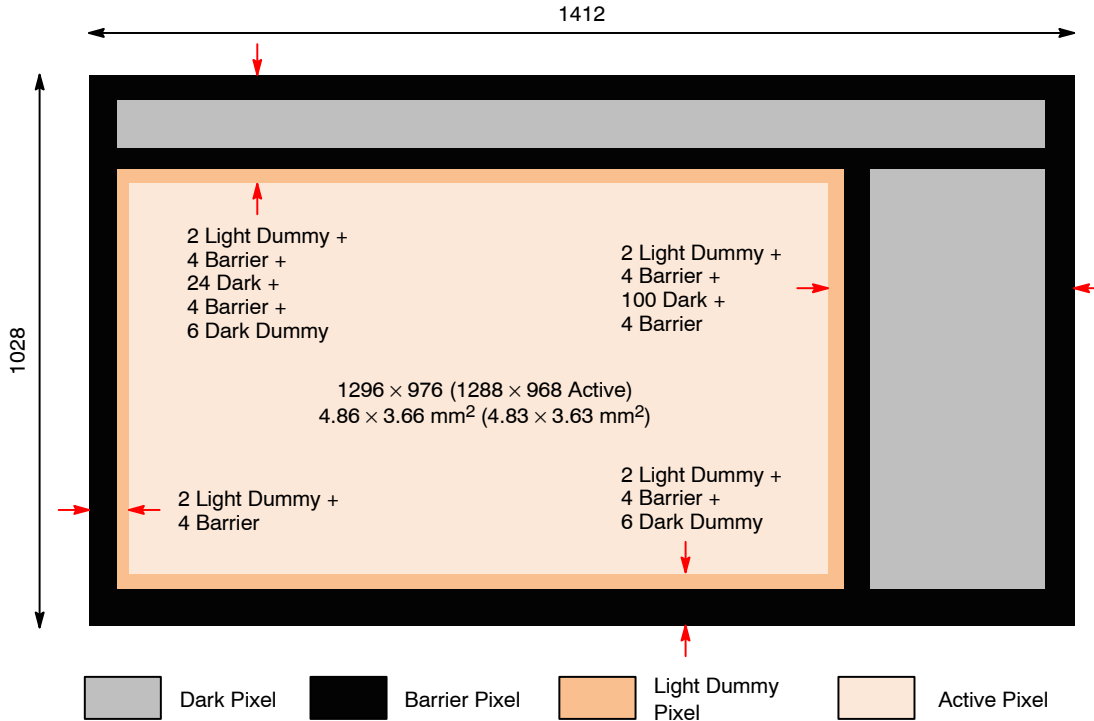 1412
1028
2 Light Dummy +
4 Barrier +
24 Dark +
4 Barrier +
6 Dark Dummy
2 Light Dummy +
4 Barrier +
100 Dark +
4 Barrier
1296 × 976 (1288 × 968 Active)
4.86 × 3.66 mm² (4.83 × 3.63 mm²)
2 Light Dummy +
4 Barrier
2 Light Dummy +
4 Barrier +
6 Dark Dummy
Dark Pixel
Barrier Pixel
Light Dummy
Pixel
Active Pixel